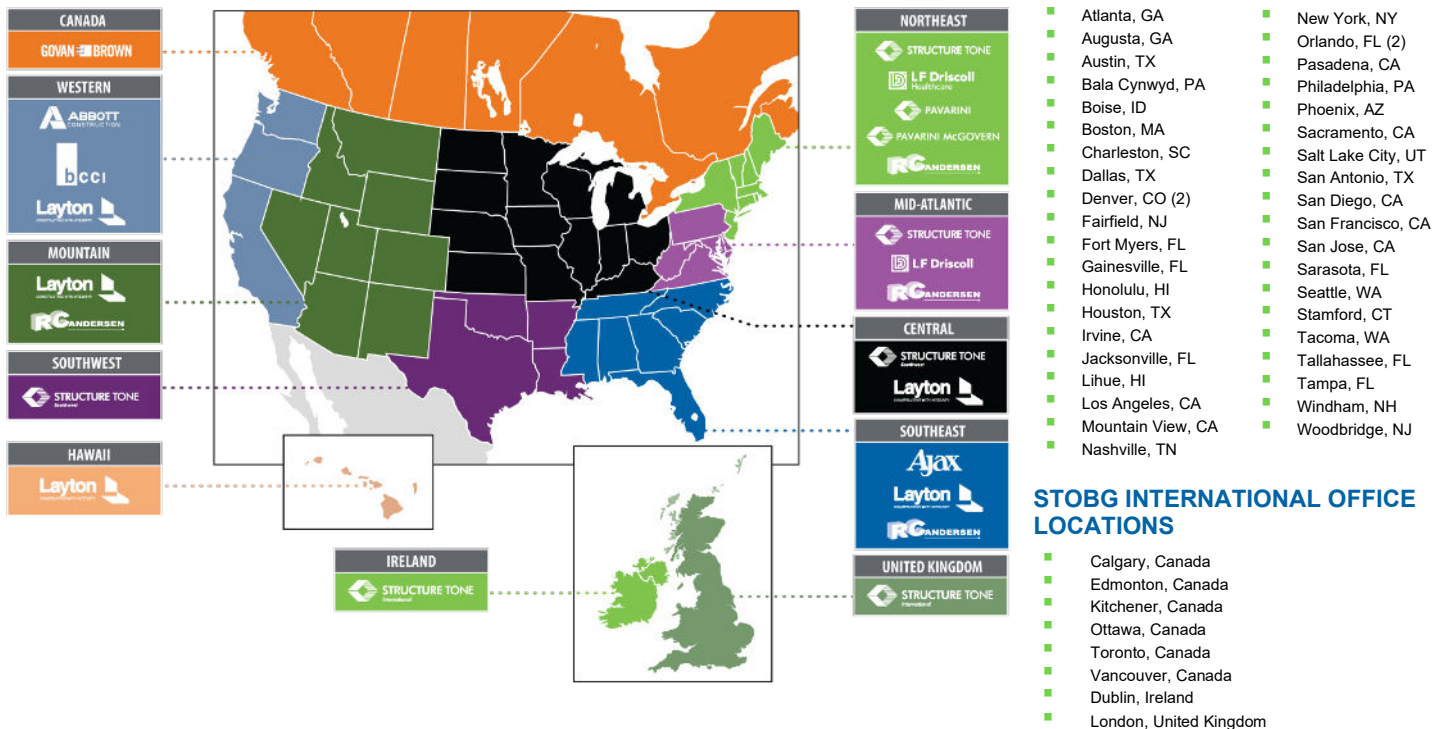 CANADA
GOVAN BROWN
WESTERN
ABBOTT
CONSTRUCTION
bcci
Layton
MOUNTAIN
Layton
RC ANDERSEN
SOUTHWEST
STRUCTURE TONE
Southwest
HAWAII
Layton
IRELAND
STRUCTURE TONE
International
NORTHEAST
STRUCTURE TONE
LF Driscoll
Healthcare
PAVARINI
PAVARINI McGOVERN
RC ANDERSEN
MID-ATLANTIC
STRUCTURE TONE
LF Driscoll
RC ANDERSEN
CENTRAL
STRUCTURE TONE
Southwest
Layton
SOUTHEAST
Ajax
Layton
RC ANDERSEN
UNITED KINGDOM
STRUCTURE TONE
International
Atlanta, GA
Augusta, GA
Austin, TX
Bala Cynwyd, PA
Boise, ID
Boston, MA
Charleston, SC
Dallas, TX
Denver, CO (2)
Fairfield, NJ
Fort Myers, FL
Gainesville, FL
Honolulu, HI
Houston, TX
Irvine, CA
Jacksonville, FL
Lihue, HI
Los Angeles, CA
Mountain View, CA
Nashville, TN
New York, NY
Orlando, FL (2)
Pasadena, CA
Philadelphia, PA
Phoenix, AZ
Sacramento, CA
Salt Lake City, UT
San Antonio, TX
San Diego, CA
San Francisco, CA
San Jose, CA
Sarasota, FL
Seattle, WA
Stamford, CT
Tacoma, WA
Tallahassee, FL
Tampa, FL
Windham, NH
Woodbridge, NJ
STOBG INTERNATIONAL OFFICE
LOCATIONS
Calgary, Canada
Edmonton, Canada
Kitchener, Canada
Ottawa, Canada
Toronto, Canada
Vancouver, Canada
Dublin, Ireland
London, United Kingdom